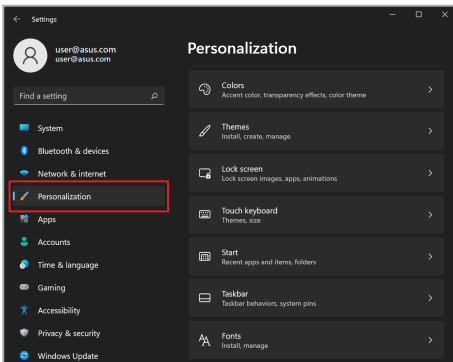 Settings
user@asus.com
user@asus.com
Find a setting
System
Bluetooth & devices
Network & internet
Personalization
Apps
Accounts
Time & language
Gaming
Accessibility
Privacy & security
Windows Update
Personalization
Colors
Accent color, transparency effects, color theme
Themes
Install, create, manage
Lock screen
Lock screen images, apps, animations
Touch keyboard
Themes, size
Start
Recent apps and items, folders
Taskbar
Taskbar behaviors, system pins
Fonts
Install, manage